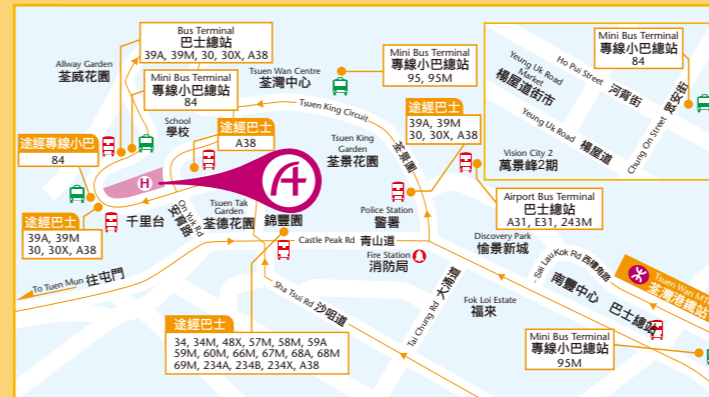 Bus Terminal
巴士總站
39A, 39M, 30, 30X, A38
Allway Garden
荃威花園
Mini Bus Terminal
專線小巴總站
84
Tsuen Wan Centre
荃灣中心
Mini Bus Terminal
專線小巴總站
95, 95M
Yeung Uk Road
Market
楊屋道街市
Ho Pui Street 河背街
Mini Bus Terminal
專線小巴總站
84
Yeung Uk Road 楊屋道
Chung On Street 眾安街
Vision City 2
萬景峰2期
途經專線小巴
84
School
學校
途經巴士
A38
Tsuen King Circuit 荃景圍
Tsuen King
Garden
荃景花園
途經巴士
39A, 39M
30, 30X, A38
H
途經巴士
39A, 39M
30, 30X, A38
千里台
On Yuk Rd
安育路
Tsuen Tak
Garden
荃德花園
錦豐園
Police Station
警署
Airport Bus Terminal
巴士總站
A31, E31, 243M
Castle Peak Rd 青山道
Fire Station
消防局
Discovery Park
愉景新城
Sai Lau Kok Rd 西樓角路
Tsuen Wan MT
荃灣港鐵站
To Tuen Mun 往屯門
Sha Tsui Rd 沙咀道
Tai Chung Rd 大涌道
Fok Loi Estate
福來
南豐中心
巴士總站
途經巴士
34, 34M, 48X, 57M, 58M, 59A
59M, 60M, 66M, 67M, 68A, 68M
69M, 234A, 234B, 234X, A38
Mini Bus Terminal
專線小巴總站
95M